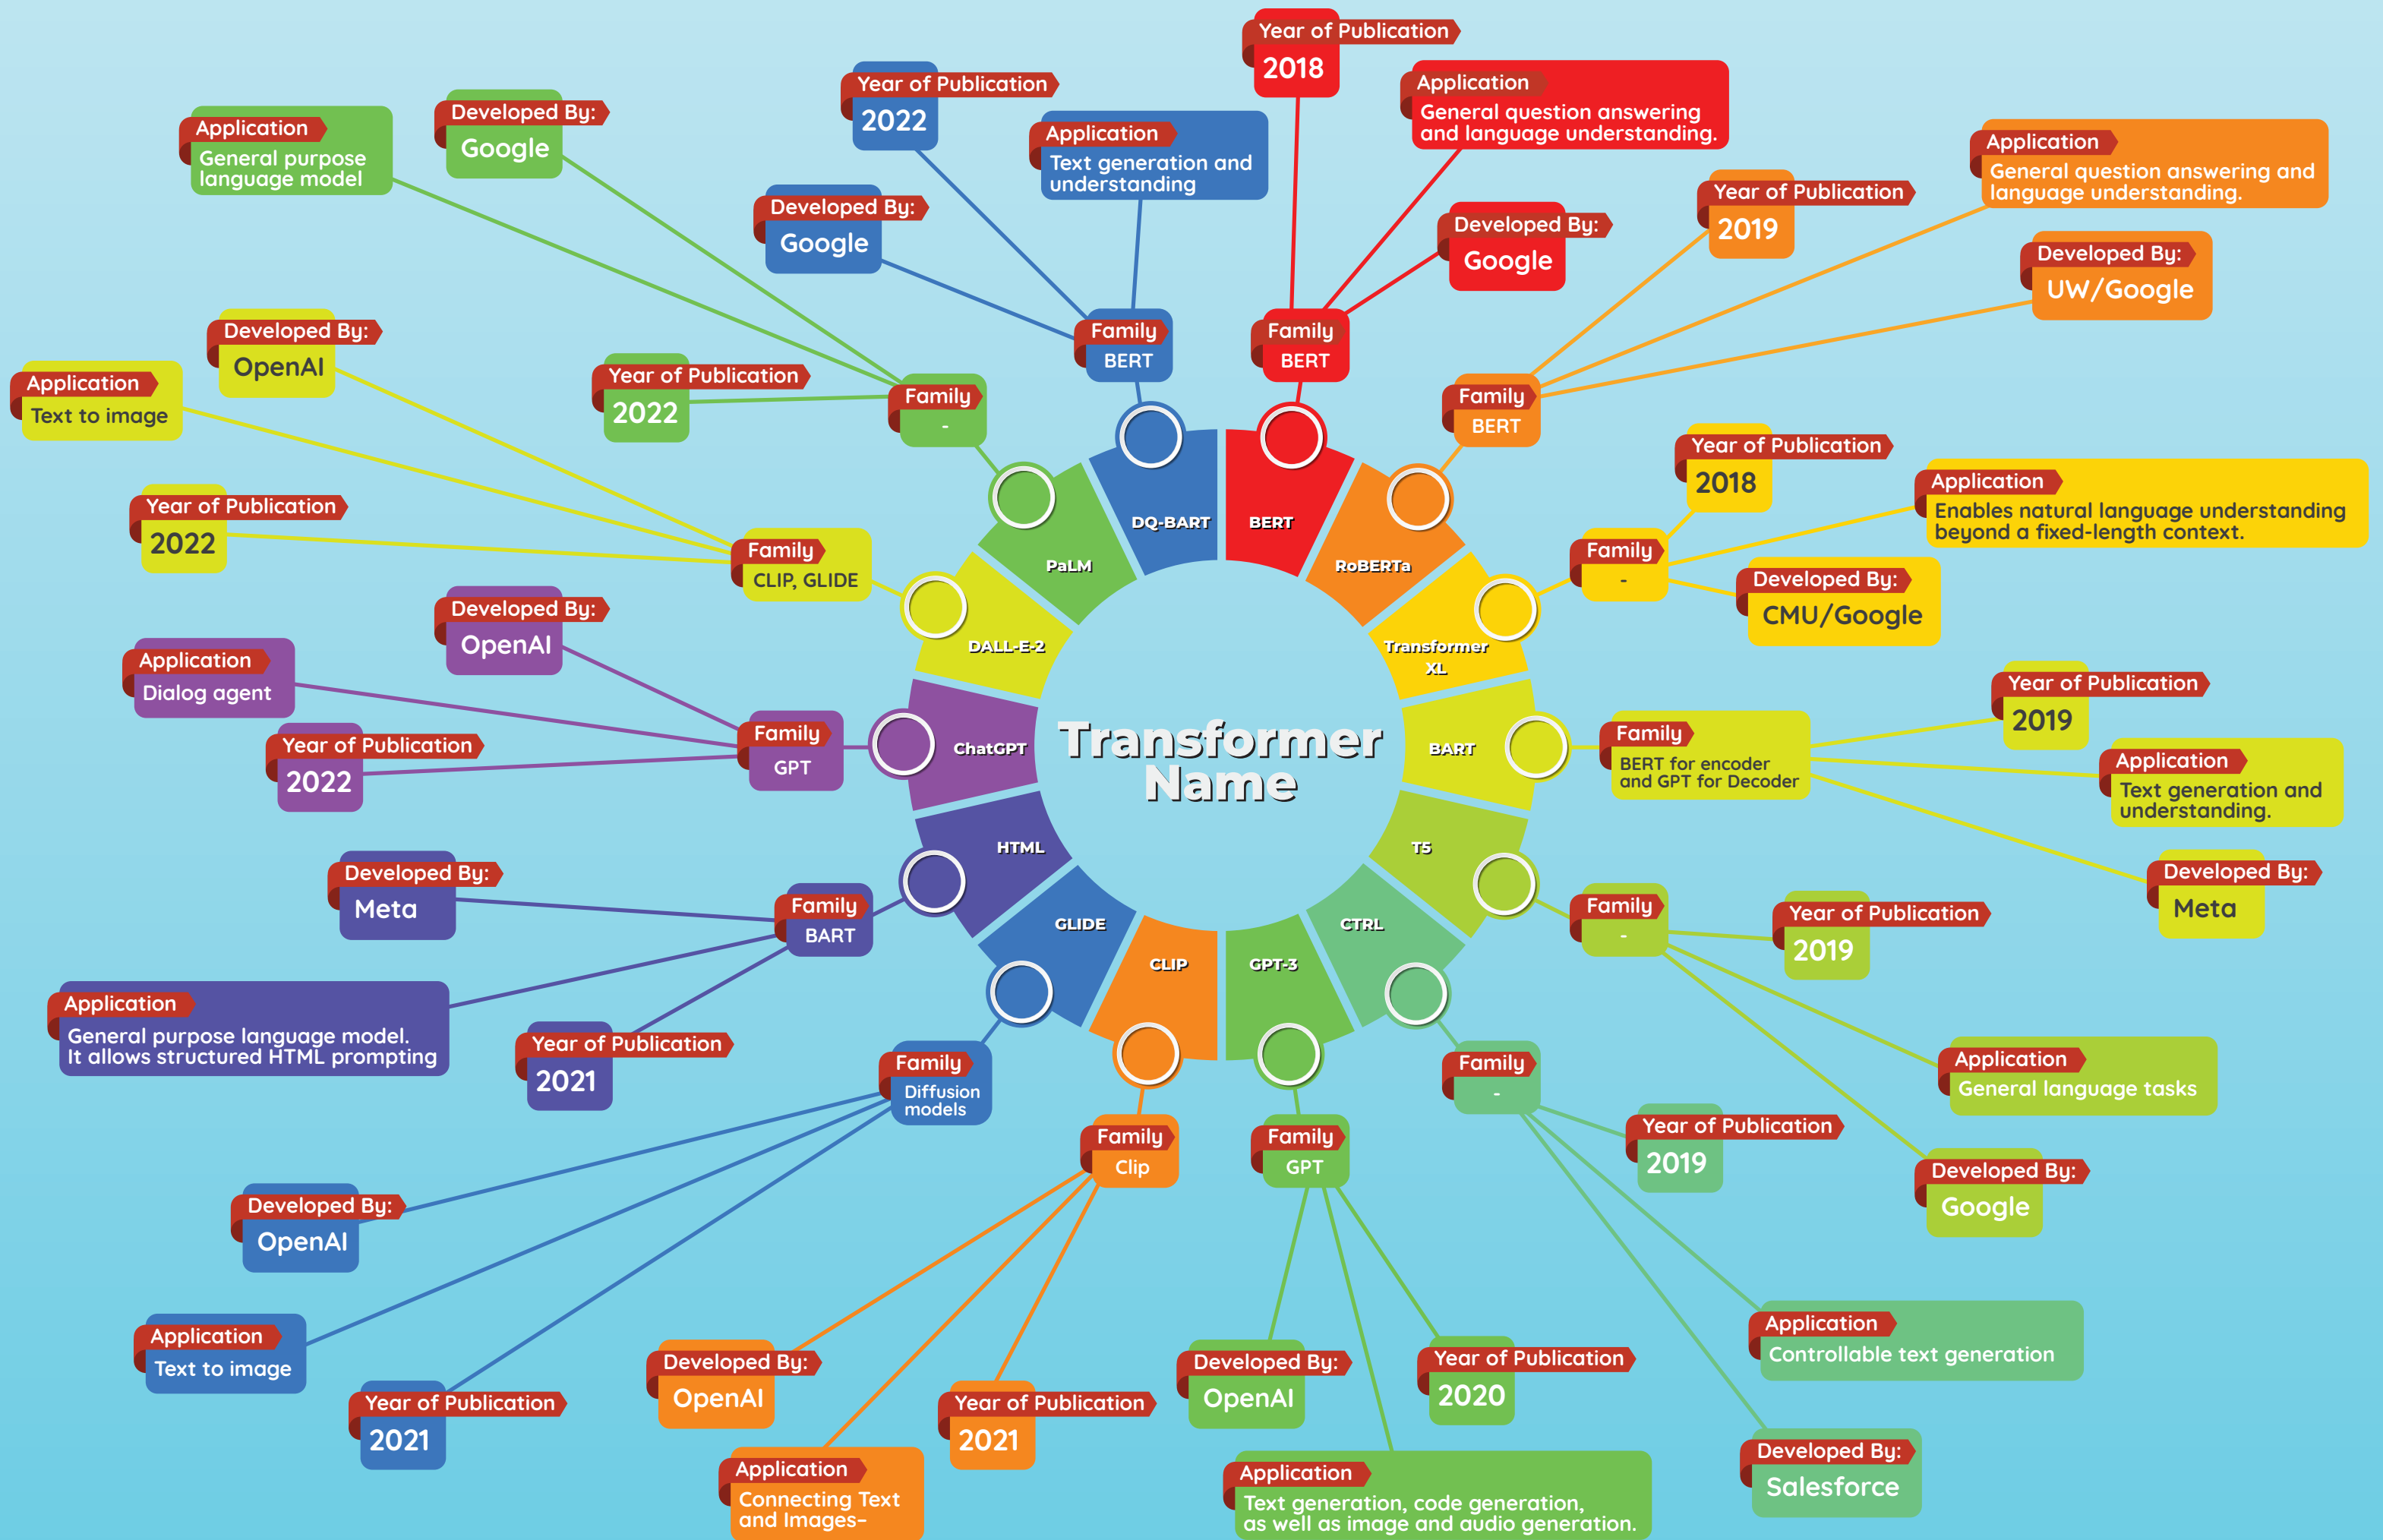 Transformer
Name
BERT
Family
BERT
Year of Publication
2018
Application
General question answering
and language understanding.
Developed By:
Google
RoBERTa
Family
BERT
Year of Publication
2019
Application
General question answering and
language understanding.
Developed By:
UW/Google
Transformer
XL
Family
-
Year of Publication
2018
Application
Enables natural language understanding
beyond a fixed-length context.
Developed By:
CMU/Google
BART
Family
BERT for encoder
and GPT for Decoder
Year of Publication
2019
Application
Text generation and
understanding.
Developed By:
Meta
T5
Family
-
Year of Publication
2019
Application
General language tasks
Developed By:
Google
CTRL
Family
-
Year of Publication
2019
Application
Controllable text generation
Developed By:
Salesforce
GPT-3
Family
GPT
Year of Publication
2020
Application
Text generation, code generation,
as well as image and audio generation.
Developed By:
OpenAI
CLIP
Family
Clip
Year of Publication
2021
Application
Connecting Text
and Images–
Developed By:
OpenAI
GLIDE
Family
Diffusion
models
Year of Publication
2021
Application
Text to image
Developed By:
OpenAI
HTML
Family
BART
Year of Publication
2021
Application
General purpose language model.
It allows structured HTML prompting
Developed By:
Meta
ChatGPT
Family
GPT
Year of Publication
2022
Application
Dialog agent
Developed By:
OpenAI
DALL-E-2
Family
CLIP, GLIDE
Year of Publication
2022
Application
Text to image
Developed By:
OpenAI
PaLM
Family
-
Year of Publication
2022
Application
General purpose
language model
Developed By:
Google
DQ-BART
Family
BERT
Year of Publication
2022
Application
Text generation and
understanding
Developed By:
Google